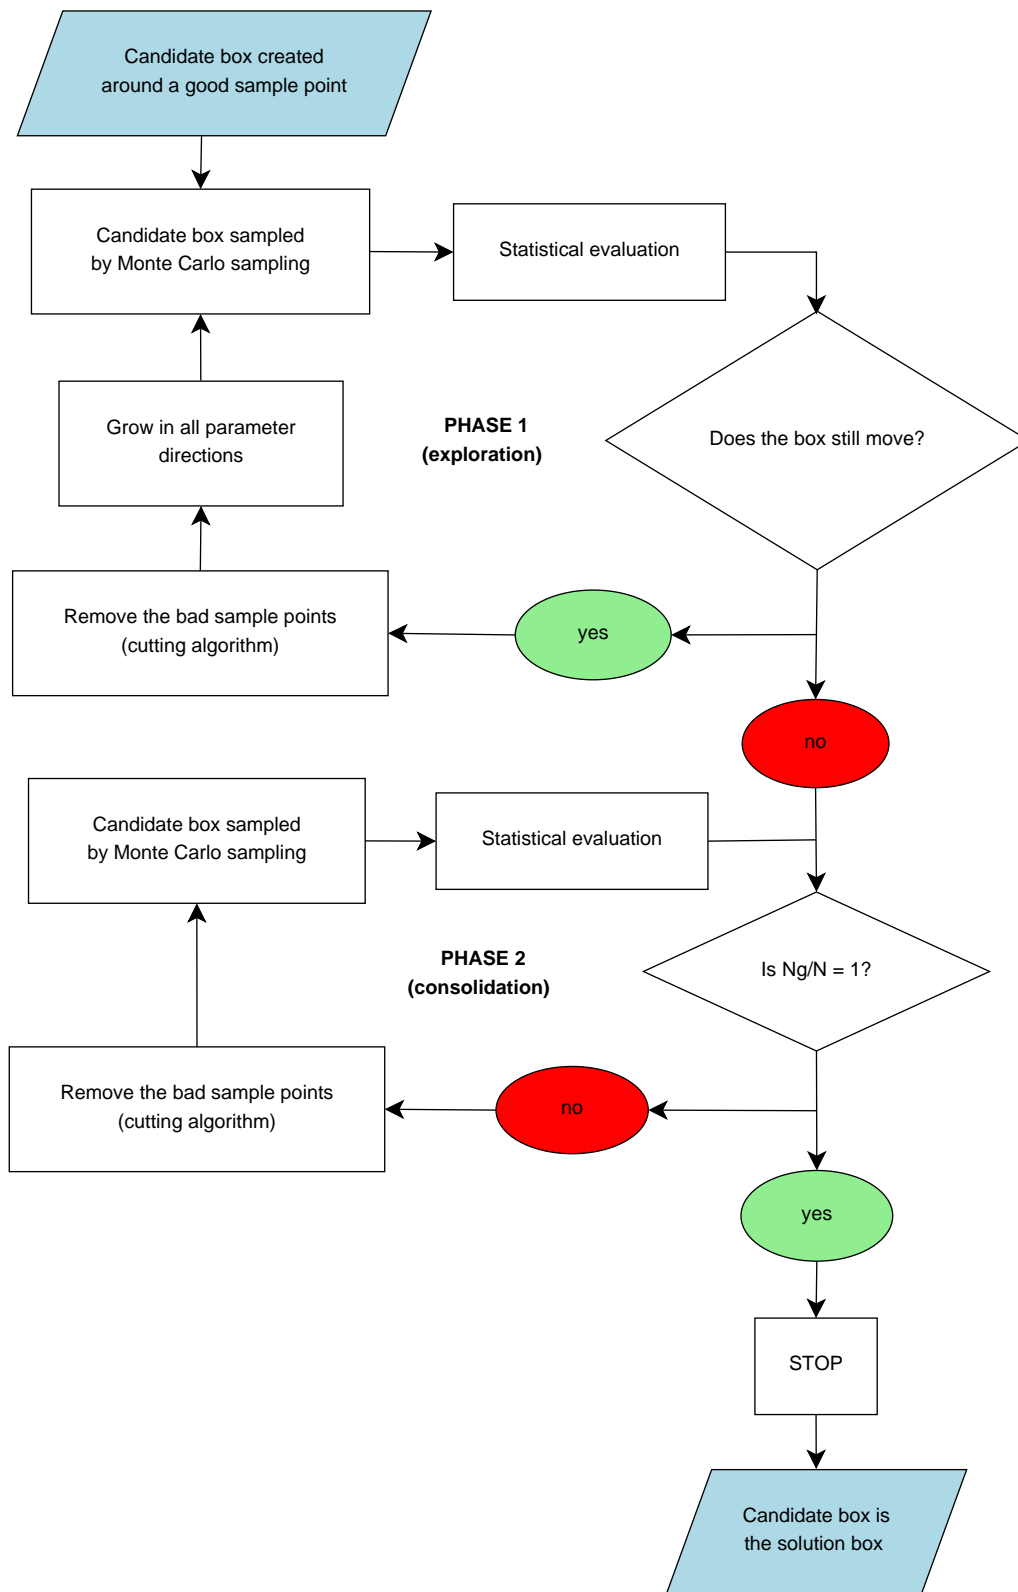 Candidate box created
around a good sample point
Candidate box sampled
by Monte Carlo sampling
Statistical evaluation
Grow in all parameter
directions
PHASE 1
(exploration)
Does the box still move?
Remove the bad sample points
(cutting algorithm)
yes
no
Candidate box sampled
by Monte Carlo sampling
Statistical evaluation
PHASE 2
(consolidation)
Is Ng/N = 1?
Remove the bad sample points
(cutting algorithm)
no
yes
STOP
Candidate box is
the solution box